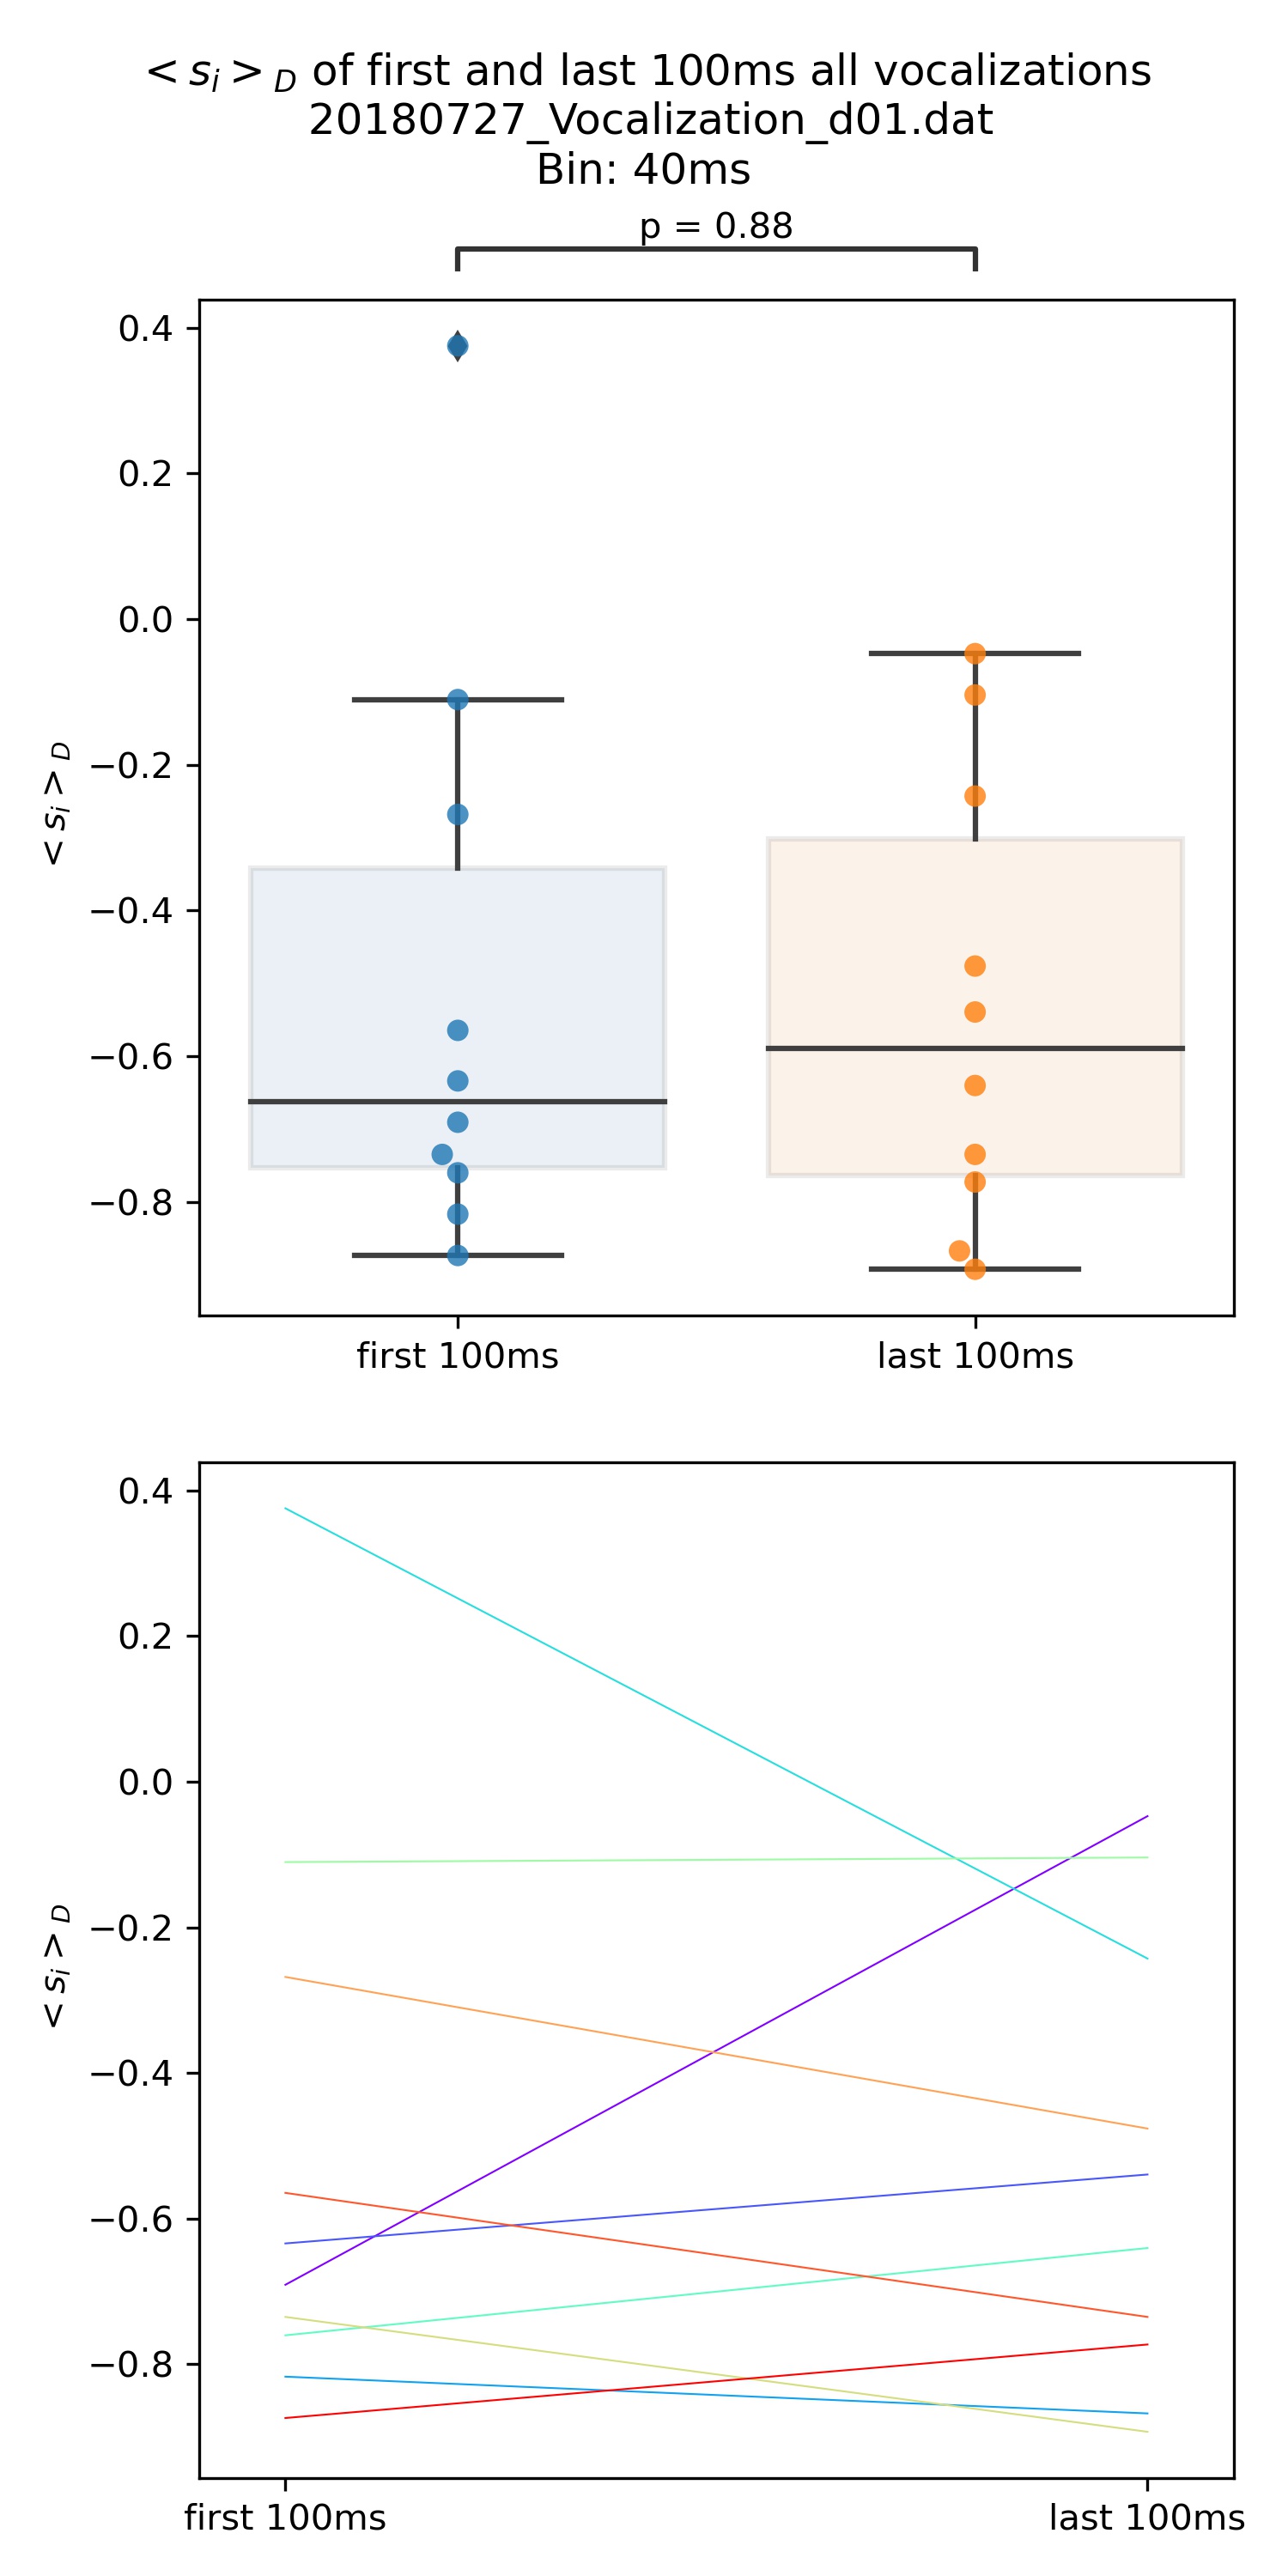 < s_i >_D of first and last 100ms all vocalizations
20180727_Vocalization_d01.dat
Bin: 40ms
p = 0.88
0.4
0.2
0.0
−0.2
−0.4
−0.6
−0.8
< s_i >_D
first 100ms
last 100ms
0.4
0.2
0.0
−0.2
−0.4
−0.6
−0.8
< s_i >_D
first 100ms
last 100ms